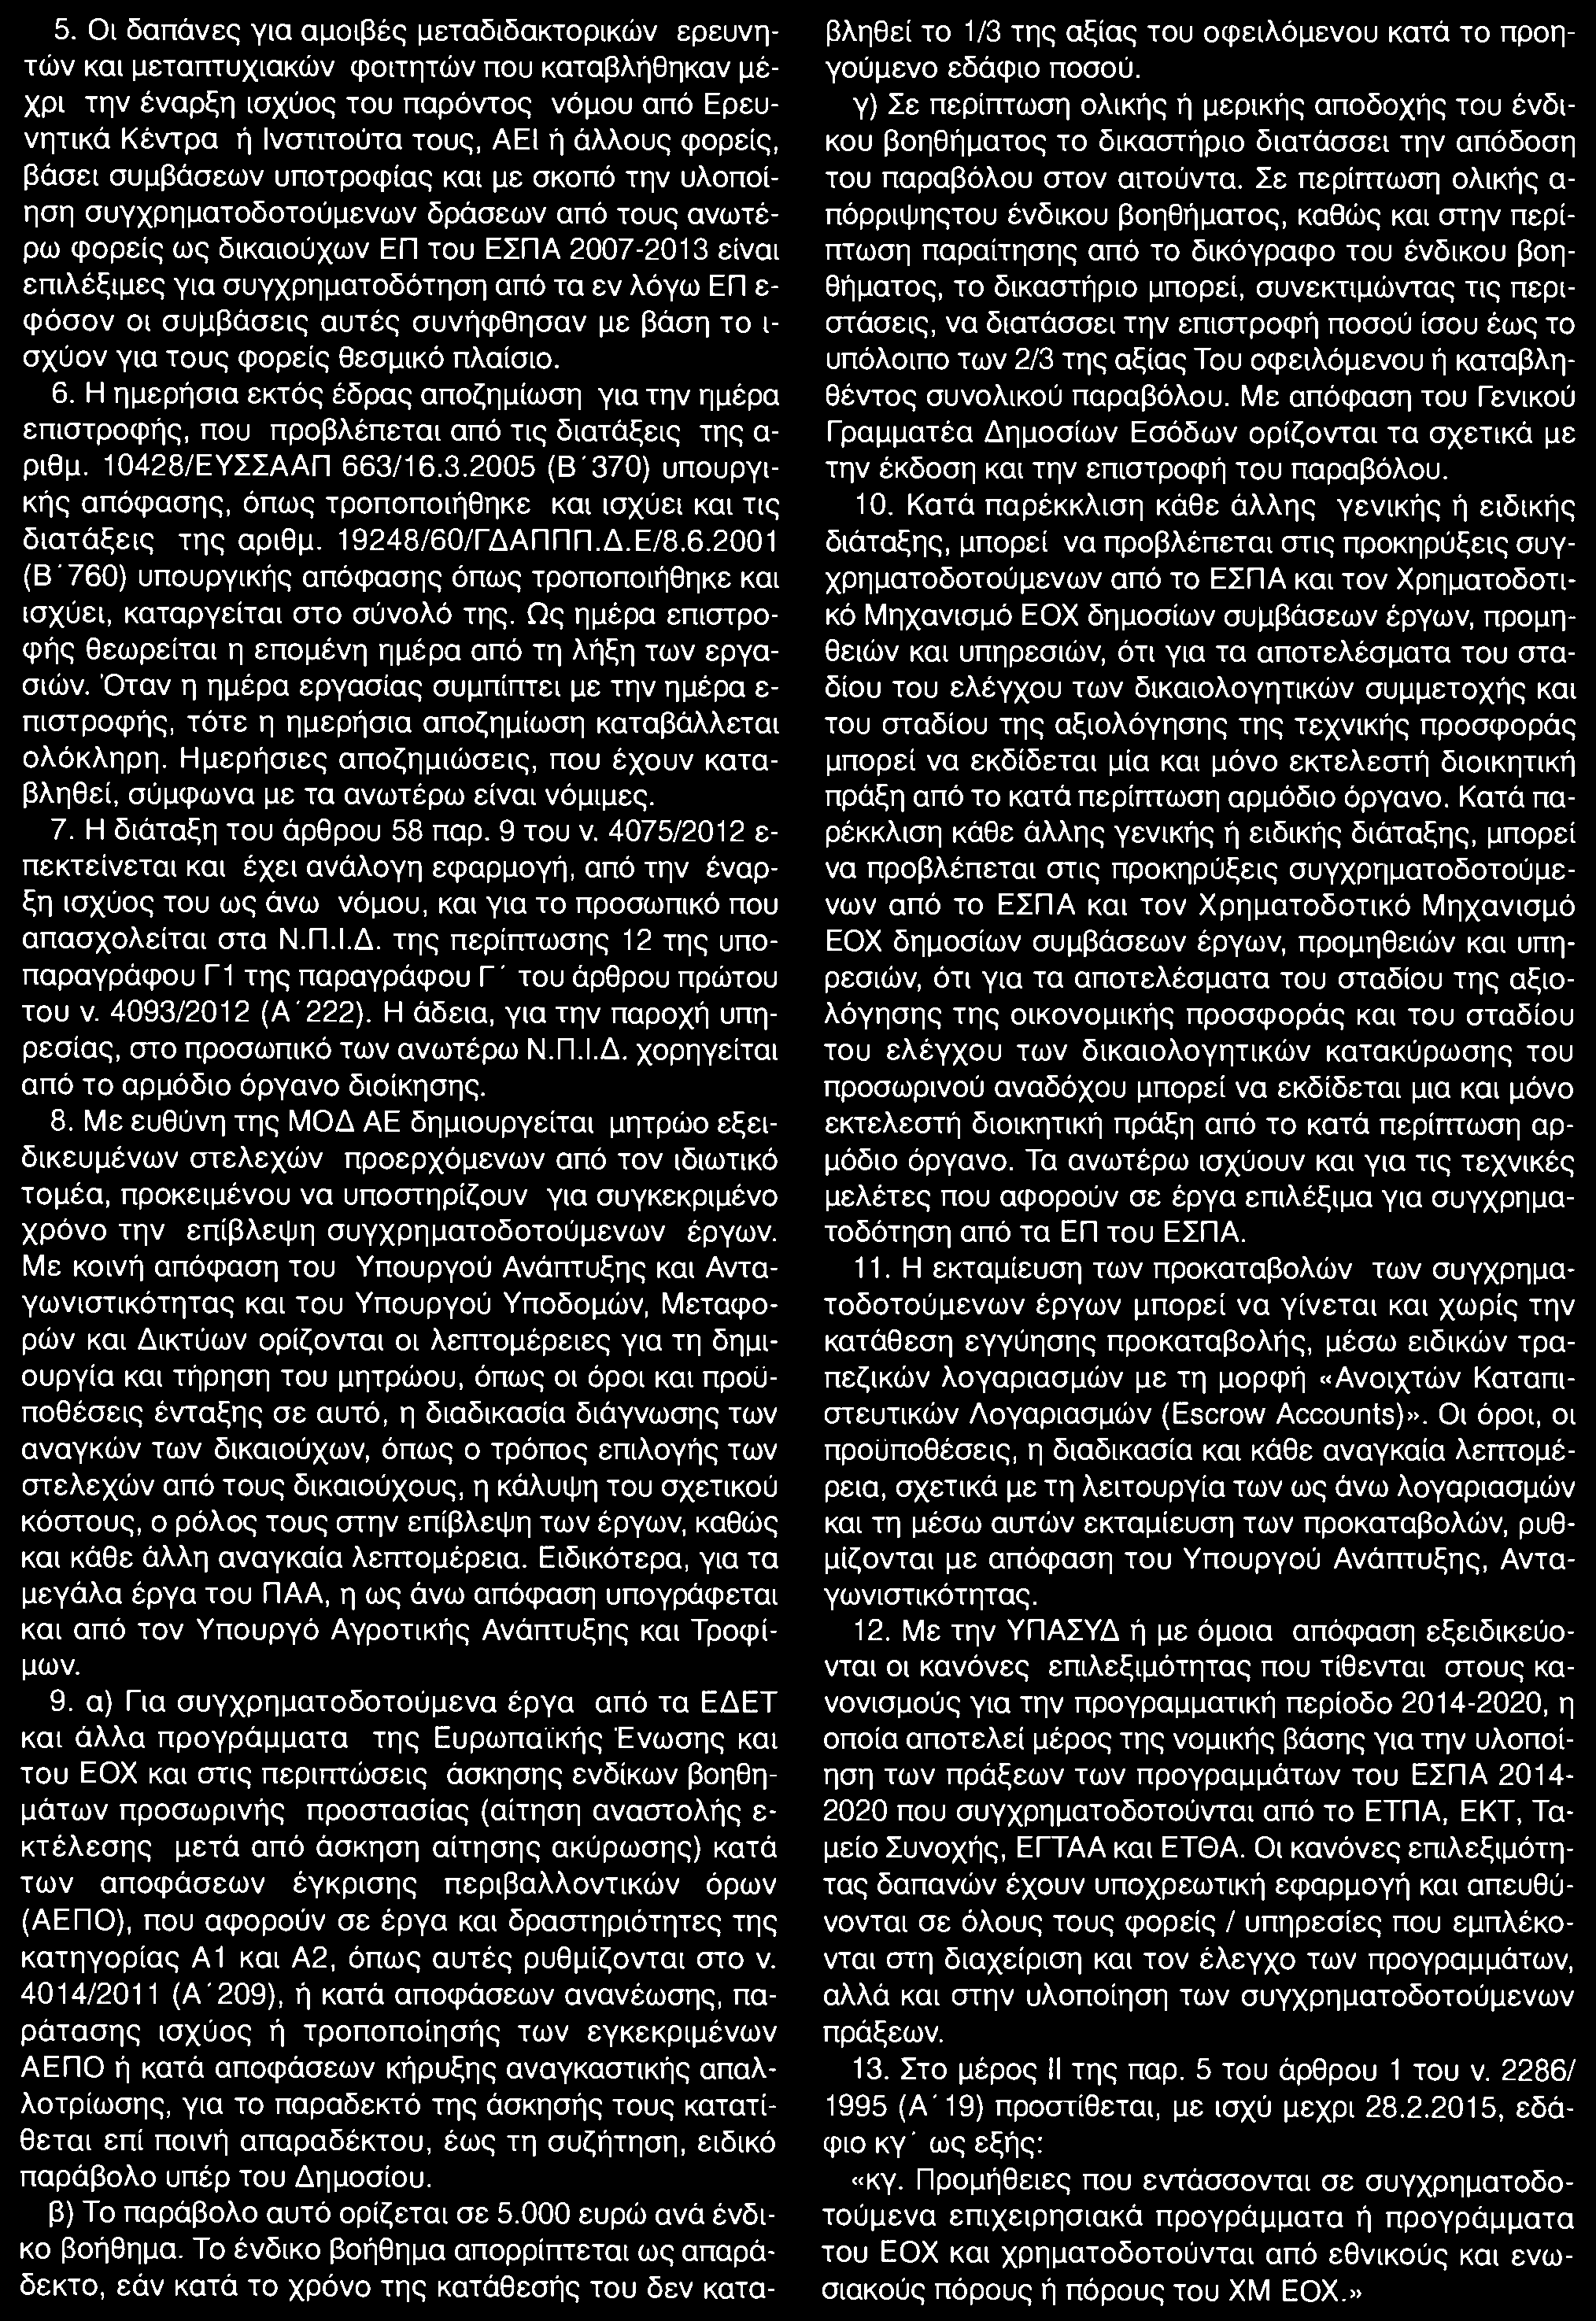 5. Οι δαπάνες για αμοιβές μεταδιδακτορικών ερευνη-
τών και μεταπτυχιακών φοιτητών που καταβλήθηκαν μέ-
χρι την έναρξη ισχύος του παρόντος νόμου από Ερευ-
νητικά Κέντρα ή Ινστιτούτα τους, ΑΕΙ ή άλλους φορείς,
βάσει συμβάσεων υποτροφίας και με σκοπό την υλοποί-
ηση συγχρηματοδοτούμενων δράσεων από τους ανωτέ-
ρω φορείς ως δικαιούχων ΕΠ του ΕΣΠΑ 2007-2013 είναι
επιλέξιμες για συγχρηματοδότηση από τα εν λόγω ΕΠ ε-
φόσον οι συμβάσεις αυτές συνήφθησαν με βάση το ι-
σχύον για τους φορείς θεσμικό πλαίσιο.
6. Η ημερήσια εκτός έδρας αποζημίωση για την ημέρα
επιστροφής, που προβλέπεται από τις διατάξεις της α-
ριθμ. 10428/ΕΥΣΣΑΑΠ 663/16.3.2005 (Β΄370) υπουργι-
κής απόφασης, όπως τροποποιήθηκε και ισχύει και τις
διατάξεις της αριθμ. 19248/60/ΓΔΑΠΠΠ.Δ.Ε/8.6.2001
(Β΄760) υπουργικής απόφασης όπως τροποποιήθηκε και
ισχύει, καταργείται στο σύνολό της. Ως ημέρα επιστρο-
φής θεωρείται η επομένη ημέρα από τη λήξη των εργα-
σιών. Όταν η ημέρα εργασίας συμπίπτει με την ημέρα ε-
πιστροφής, τότε η ημερήσια αποζημίωση καταβάλλεται
ολόκληρη. Ημερήσιες αποζημιώσεις, που έχουν κατα-
βληθεί, σύμφωνα με τα ανωτέρω είναι νόμιμες.
7. Η διάταξη του άρθρου 58 παρ. 9 του ν. 4075/2012 ε-
πεκτείνεται και έχει ανάλογη εφαρμογή, από την έναρ-
ξη ισχύος του ως άνω νόμου, και για το προσωπικό που
απασχολείται στα Ν.Π.Ι.Δ. της περίπτωσης 12 της υπο-
παραγράφου Γ1 της παραγράφου Γ΄ του άρθρου πρώτου
του ν. 4093/2012 (Α΄222). Η άδεια, για την παροχή υπη-
ρεσίας, στο προσωπικό των ανωτέρω Ν.Π.Ι.Δ. χορηγείται
από το αρμόδιο όργανο διοίκησης.
8. Με ευθύνη της ΜΟΔ ΑΕ δημιουργείται μητρώο εξει-
δικευμένων στελεχών προερχόμενων από τον ιδιωτικό
τομέα, προκειμένου να υποστηρίζουν για συγκεκριμένο
χρόνο την επίβλεψη συγχρηματοδοτούμενων έργων.
Με κοινή απόφαση του Υπουργού Ανάπτυξης και Αντα-
γωνιστικότητας και του Υπουργού Υποδομών, Μεταφο-
ρών και Δικτύων ορίζονται οι λεπτομέρειες για τη δημι-
ουργία και τήρηση του μητρώου, όπως οι όροι και προϋ-
ποθέσεις ένταξης σε αυτό, η διαδικασία διάγνωσης των
αναγκών των δικαιούχων, όπως ο τρόπος επιλογής των
στελεχών από τους δικαιούχους, η κάλυψη του σχετικού
κόστους, ο ρόλος τους στην επίβλεψη των έργων, καθώς
και κάθε άλλη αναγκαία λεπτομέρεια. Ειδικότερα, για τα
μεγάλα έργα του ΠΑΑ, η ως άνω απόφαση υπογράφεται
και από τον Υπουργό Αγροτικής Ανάπτυξης και Τροφί-
μων.
9. α) Για συγχρηματοδοτούμενα έργα από τα ΕΔΕΤ
και άλλα προγράμματα της Ευρωπαϊκής Ένωσης και
του ΕΟΧ και στις περιπτώσεις άσκησης ενδίκων βοηθη-
μάτων προσωρινής προστασίας (αίτηση αναστολής ε-
κτέλεσης μετά από άσκηση αίτησης ακύρωσης) κατά
των αποφάσεων έγκρισης περιβαλλοντικών όρων
(ΑΕΠΟ), που αφορούν σε έργα και δραστηριότητες της
κατηγορίας Α1 και Α2, όπως αυτές ρυθμίζονται στο ν.
4014/2011 (Α΄209), ή κατά αποφάσεων ανανέωσης, πα-
ράτασης ισχύος ή τροποποίησής των εγκεκριμένων
ΑΕΠΟ ή κατά αποφάσεων κήρυξης αναγκαστικής απαλ-
λοτρίωσης, για το παραδεκτό της άσκησής τους κατατί-
θεται επί ποινή απαραδέκτου, έως τη συζήτηση, ειδικό
παράβολο υπέρ του Δημοσίου.
β) Το παράβολο αυτό ορίζεται σε 5.000 ευρώ ανά ένδι-
κο βοήθημα. Το ένδικο βοήθημα απορρίπτεται ως απαρά-
δεκτο, εάν κατά το χρόνο της κατάθεσής του δεν κατα-
βληθεί το 1/3 της αξίας του οφειλόμενου κατά το προη-
γούμενο εδάφιο ποσού.
γ) Σε περίπτωση ολικής ή μερικής αποδοχής του ένδι-
κου βοηθήματος το δικαστήριο διατάσσει την απόδοση
του παραβόλου στον αιτούντα. Σε περίπτωση ολικής α-
πόρριψηςτου ένδικου βοηθήματος, καθώς και στην περί-
πτωση παραίτησης από το δικόγραφο του ένδικου βοη-
θήματος, το δικαστήριο μπορεί, συνεκτιμώντας τις περι-
στάσεις, να διατάσσει την επιστροφή ποσού ίσου έως το
υπόλοιπο των 2/3 της αξίας Του οφειλόμενου ή καταβλη-
θέντος συνολικού παραβόλου. Με απόφαση του Γενικού
Γραμματέα Δημοσίων Εσόδων ορίζονται τα σχετικά με
την έκδοση και την επιστροφή του παραβόλου.
10. Κατά παρέκκλιση κάθε άλλης γενικής ή ειδικής
διάταξης, μπορεί να προβλέπεται στις προκηρύξεις συγ-
χρηματοδοτούμενων από το ΕΣΠΑ και τον Χρηματοδοτι-
κό Μηχανισμό ΕΟΧ δημοσίων συμβάσεων έργων, προμη-
θειών και υπηρεσιών, ότι για τα αποτελέσματα του στα-
δίου του ελέγχου των δικαιολογητικών συμμετοχής και
του σταδίου της αξιολόγησης της τεχνικής προσφοράς
μπορεί να εκδίδεται μία και μόνο εκτελεστή διοικητική
πράξη από το κατά περίπτωση αρμόδιο όργανο. Κατά πα-
ρέκκλιση κάθε άλλης γενικής ή ειδικής διάταξης, μπορεί
να προβλέπεται στις προκηρύξεις συγχρηματοδοτούμε-
νων από το ΕΣΠΑ και τον Χρηματοδοτικό Μηχανισμό
ΕΟΧ δημοσίων συμβάσεων έργων, προμηθειών και υπη-
ρεσιών, ότι για τα αποτελέσματα του σταδίου της αξιο-
λόγησης της οικονομικής προσφοράς και του σταδίου
του ελέγχου των δικαιολογητικών κατακύρωσης του
προσωρινού αναδόχου μπορεί να εκδίδεται μια και μόνο
εκτελεστή διοικητική πράξη από το κατά περίπτωση αρ-
μόδιο όργανο. Τα ανωτέρω ισχύουν και για τις τεχνικές
μελέτες που αφορούν σε έργα επιλέξιμα για συγχρημα-
τοδότηση από τα ΕΠ του ΕΣΠΑ.
11. Η εκταμίευση των προκαταβολών των συγχρημα-
τοδοτούμενων έργων μπορεί να γίνεται και χωρίς την
κατάθεση εγγύησης προκαταβολής, μέσω ειδικών τρα-
πεζικών λογαριασμών με τη μορφή «Ανοιχτών Καταπι-
στευτικών Λογαριασμών (Escrow Accounts)». Οι όροι, οι
προϋποθέσεις, η διαδικασία και κάθε αναγκαία λεπτομέ-
ρεια, σχετικά με τη λειτουργία των ως άνω λογαριασμών
και τη μέσω αυτών εκταμίευση των προκαταβολών, ρυθ-
μίζονται με απόφαση του Υπουργού Ανάπτυξης, Αντα-
γωνιστικότητας.
12. Με την ΥΠΑΣΥΔ ή με όμοια απόφαση εξειδικεύο-
νται οι κανόνες επιλεξιμότητας που τίθενται στους κα-
νονισμούς για την προγραμματική περίοδο 2014-2020, η
οποία αποτελεί μέρος της νομικής βάσης για την υλοποί-
ηση των πράξεων των προγραμμάτων του ΕΣΠΑ 2014-
2020 που συγχρηματοδοτούνται από το ΕΤΠΑ, ΕΚΤ, Τα-
μείο Συνοχής, ΕΓΤΑΑ και ΕΤΘΑ. Οι κανόνες επιλεξιμότη-
τας δαπανών έχουν υποχρεωτική εφαρμογή και απευθύ-
νονται σε όλους τους φορείς / υπηρεσίες που εμπλέκο-
νται στη διαχείριση και τον έλεγχο των προγραμμάτων,
αλλά και στην υλοποίηση των συγχρηματοδοτούμενων
πράξεων.
13. Στο μέρος ΙΙ της παρ. 5 του άρθρου 1 του ν. 2286/
1995 (Α΄19) προστίθεται, με ισχύ μεχρι 28.2.2015, εδά-
φιο κγ΄ ως εξής:
«κγ. Προμήθειες που εντάσσονται σε συγχρηματοδο-
τούμενα επιχειρησιακά προγράμματα ή προγράμματα
του ΕΟΧ και χρηματοδοτούνται από εθνικούς και ενω-
σιακούς πόρους ή πόρους του ΧΜ ΕΟΧ.»